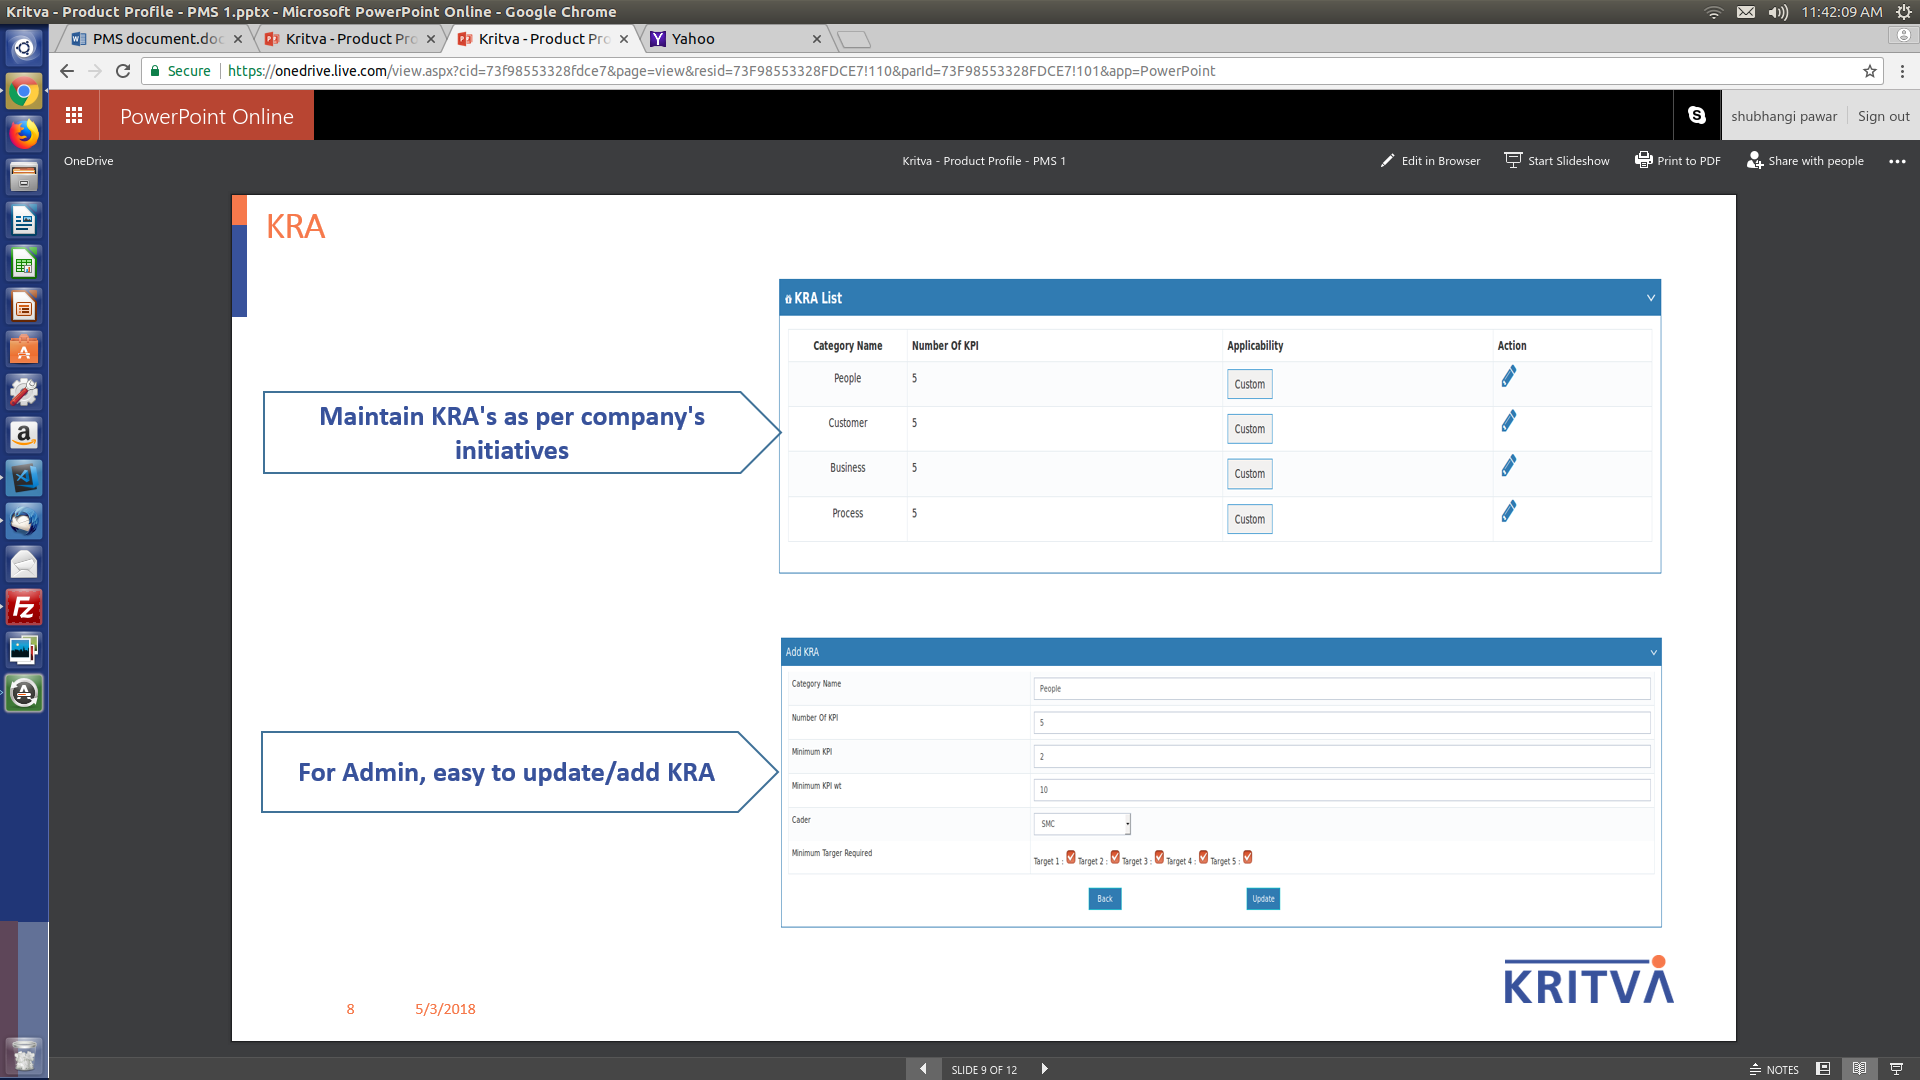 Kritva - Product Profile - PMS 1.pptx - Microsoft PowerPoint Online - Google Chrome
11:42:09 AM
PMS document.doc
Kritva - Product Pro
Kritva - Product Pro
Yahoo
Secure
https://onedrive.live.com/view.aspx?cid=73f98553328fdce7&page=view&resid=73F98553328FDCE7!110&parId=73F98553328FDCE7!101&app=PowerPoint
PowerPoint Online
shubhangi pawar
Sign out
OneDrive
Kritva - Product Profile - PMS 1
Edit in Browser
Start Slideshow
Print to PDF
Share with people
KRA
KRA List
Category Name Number Of KPI Applicability Action
People 5 Custom
Customer 5 Custom
Business 5 Custom
Process 5 Custom
Maintain KRA's as per company's
initiatives
Add KRA
Category Name People
Number Of KPI 5
Minimum KPI 2
Minimum KPI wt 10
Cader SMC
Minimum Targer Required Target 1 : Target 2 : Target 3 : Target 4 : Target 5 :
Back Update
For Admin, easy to update/add KRA
KRITVA
8 5/3/2018
SLIDE 9 OF 12
NOTES